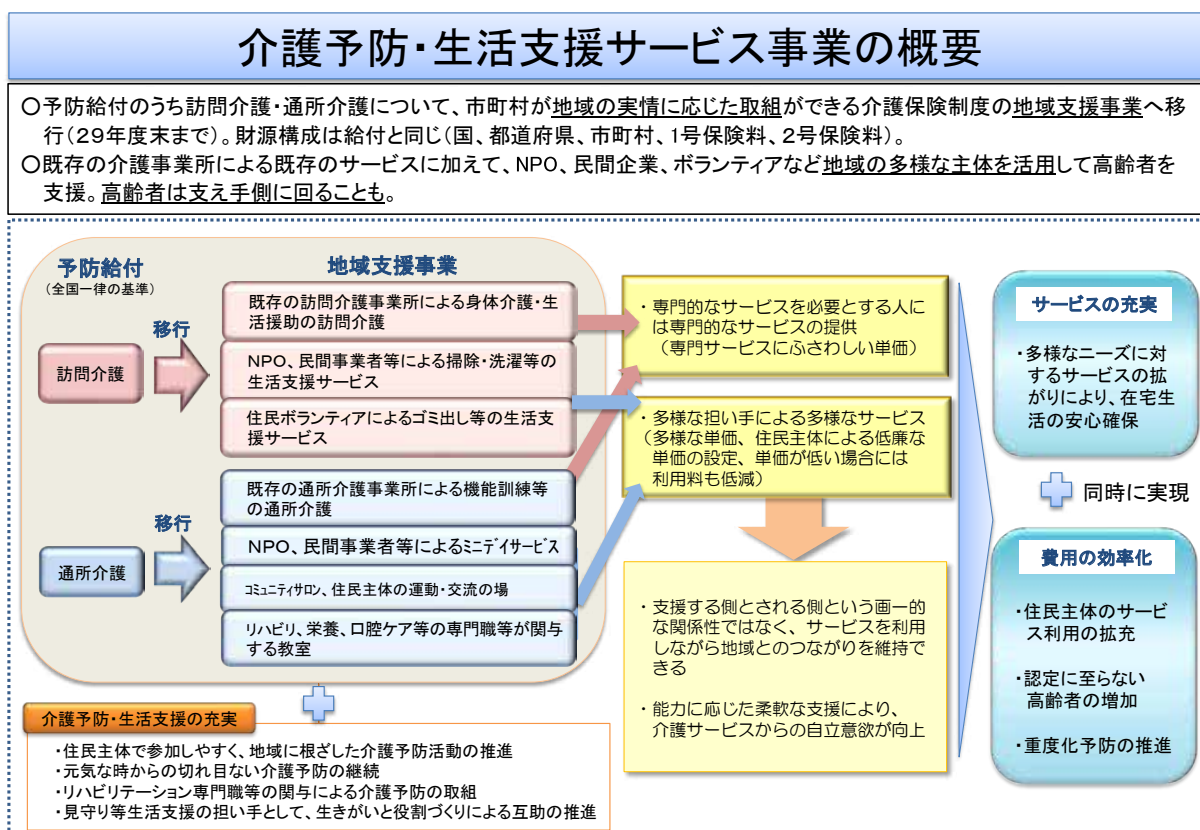 介護予防・生活支援サービス事業の概要
○予防給付のうち訪問介護・通所介護について、市町村が地域の実情に応じた取組ができる介護保険制度の地域支援事業へ移
行(29年度末まで)。財源構成は給付と同じ(国、都道府県、市町村、1号保険料、2号保険料)。
○既存の介護事業所による既存のサービスに加えて、NPO、民間企業、ボランティアなど地域の多様な主体を活用して高齢者を
支援。高齢者は支え手側に回ることも。
予防給付
(全国一律の基準)
地域支援事業
移行
訪問介護
既存の訪問介護事業所による身体介護・生
活援助の訪問介護
NPO、民間事業者等による掃除・洗濯等の
生活支援サービス
住民ボランティアによるゴミ出し等の生活支
援サービス
移行
通所介護
既存の通所介護事業所による機能訓練等
の通所介護
NPO、民間事業者等によるミニデイサービス
コミュニティサロン、住民主体の運動・交流の場
リハビリ、栄養、口腔ケア等の専門職等が関与
する教室
介護予防・生活支援の充実
・住民主体で参加しやすく、地域に根ざした介護予防活動の推進
・元気な時からの切れ目ない介護予防の継続
・リハビリテーション専門職等の関与による介護予防の取組
・見守り等生活支援の担い手として、生きがいと役割づくりによる互助の推進
・専門的なサービスを必要とする人に
は専門的なサービスの提供
(専門サービスにふさわしい単価)
・多様な担い手による多様なサービス
(多様な単価、住民主体による低廉な
単価の設定、単価が低い場合には
利用料も低減)
・支援する側とされる側という画一的
な関係性ではなく、サービスを利用
しながら地域とのつながりを維持で
きる
・能力に応じた柔軟な支援により、
介護サービスからの自立意欲が向上
サービスの充実
・多様なニーズに対
するサービスの拡
がりにより、在宅生
活の安心確保
同時に実現
費用の効率化
・住民主体のサービ
ス利用の拡充
・認定に至らない
高齢者の増加
・重度化予防の推進